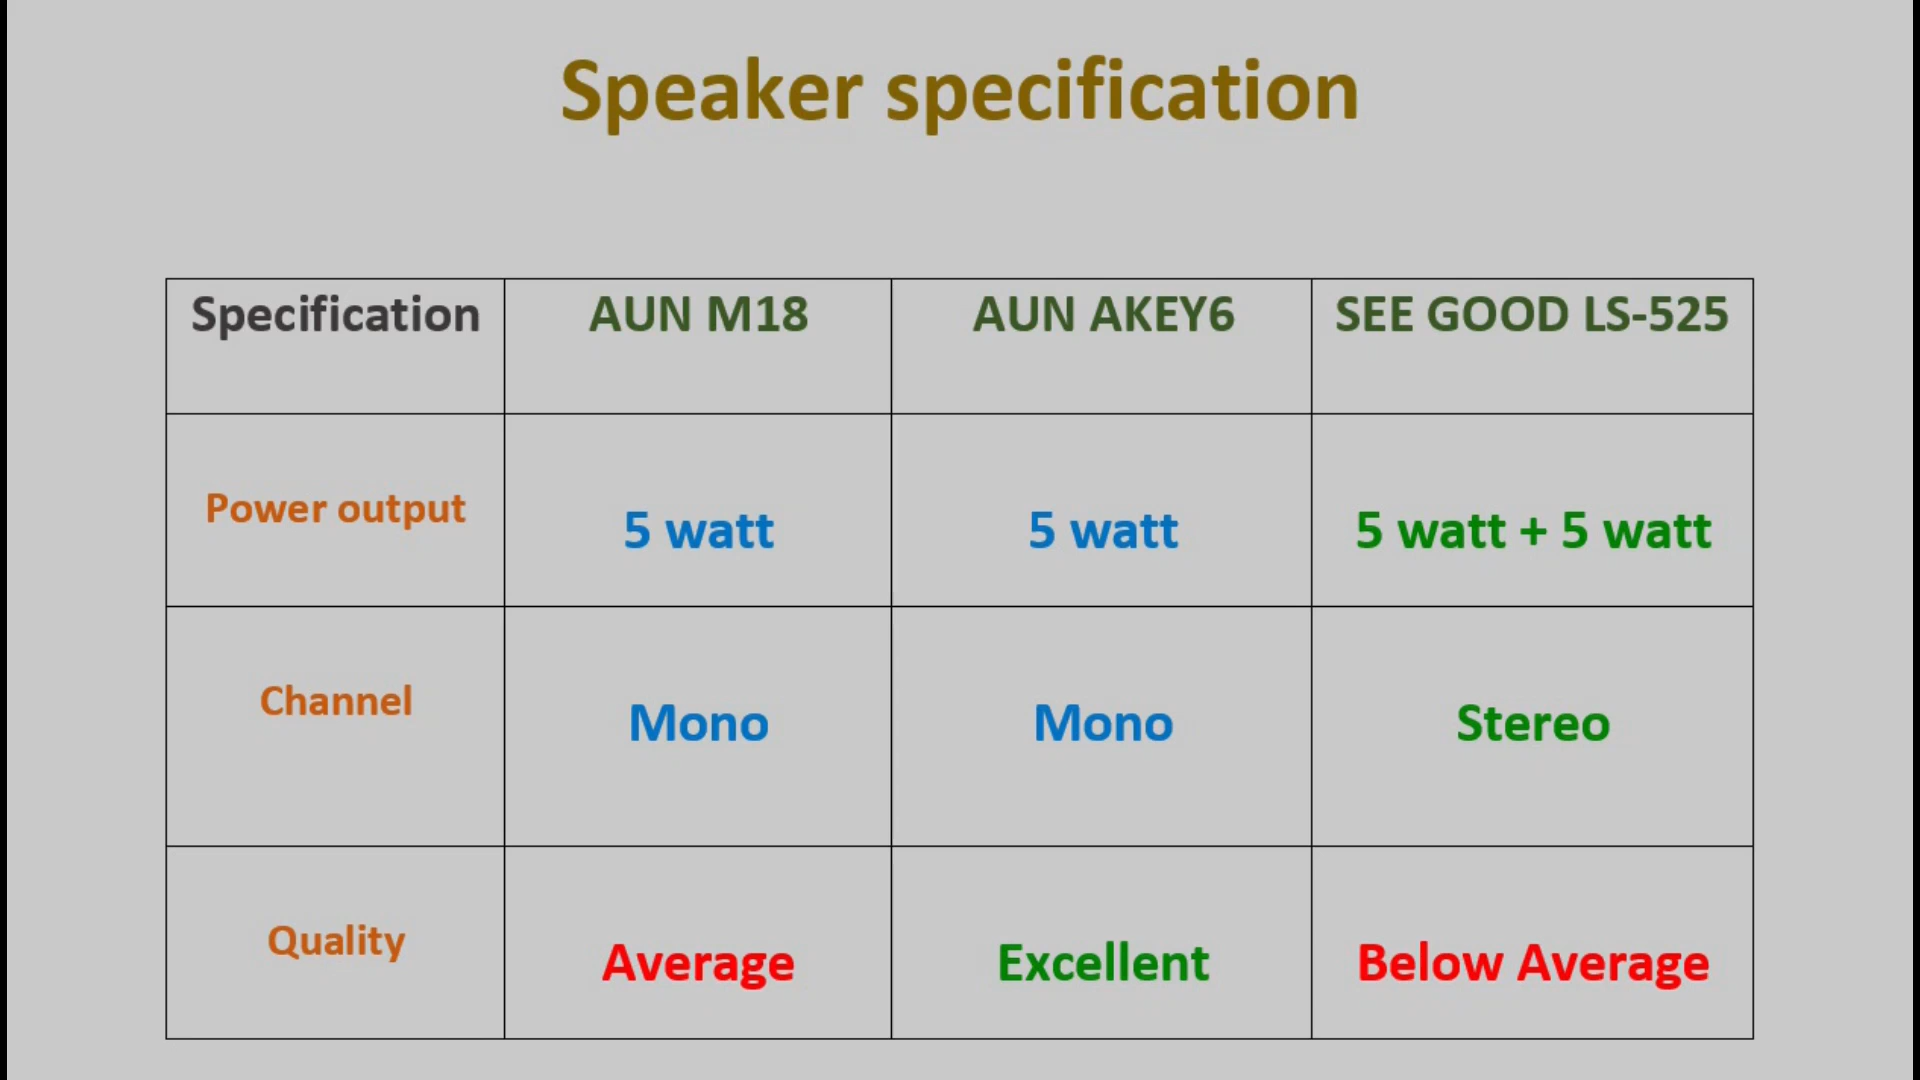 Speaker specification
Specification AUN M18 AUN AKEY6 SEE GOOD LS-525
Power output 5 watt 5 watt 5 watt + 5 watt
Channel Mono Mono Stereo
Quality Average Excellent Below Average